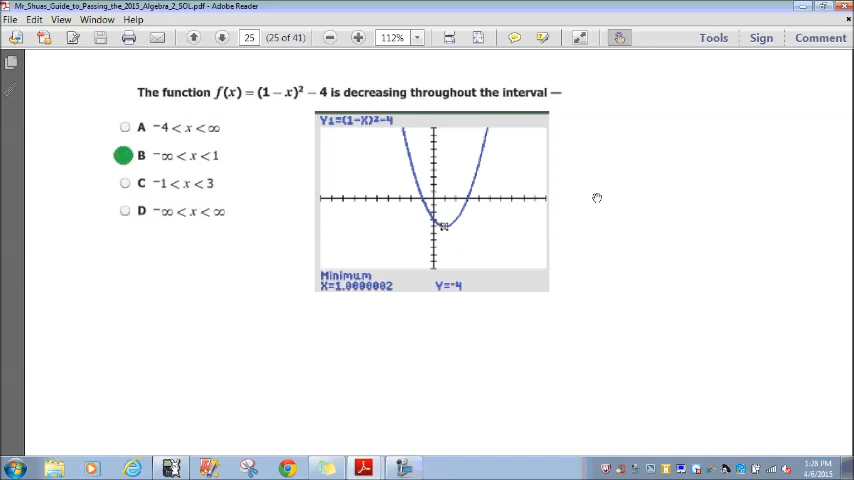 Mr_Shuas_Guide_to_Passing_the_2015_Algebra_2_SOL.pdf - Adobe Reader
File Edit View Window Help
25 (25 of 41) 112% Tools Sign Comment
The function f(x) = (1 − x)² − 4 is decreasing throughout the interval —
Y1=(1-X)²-4
A ⁻4 < x < ∞
B ⁻∞ < x < 1
C ⁻1 < x < 3
D ⁻∞ < x < ∞
Minimum
X=1.0000002 Y=-4
1:28 PM
4/6/2015